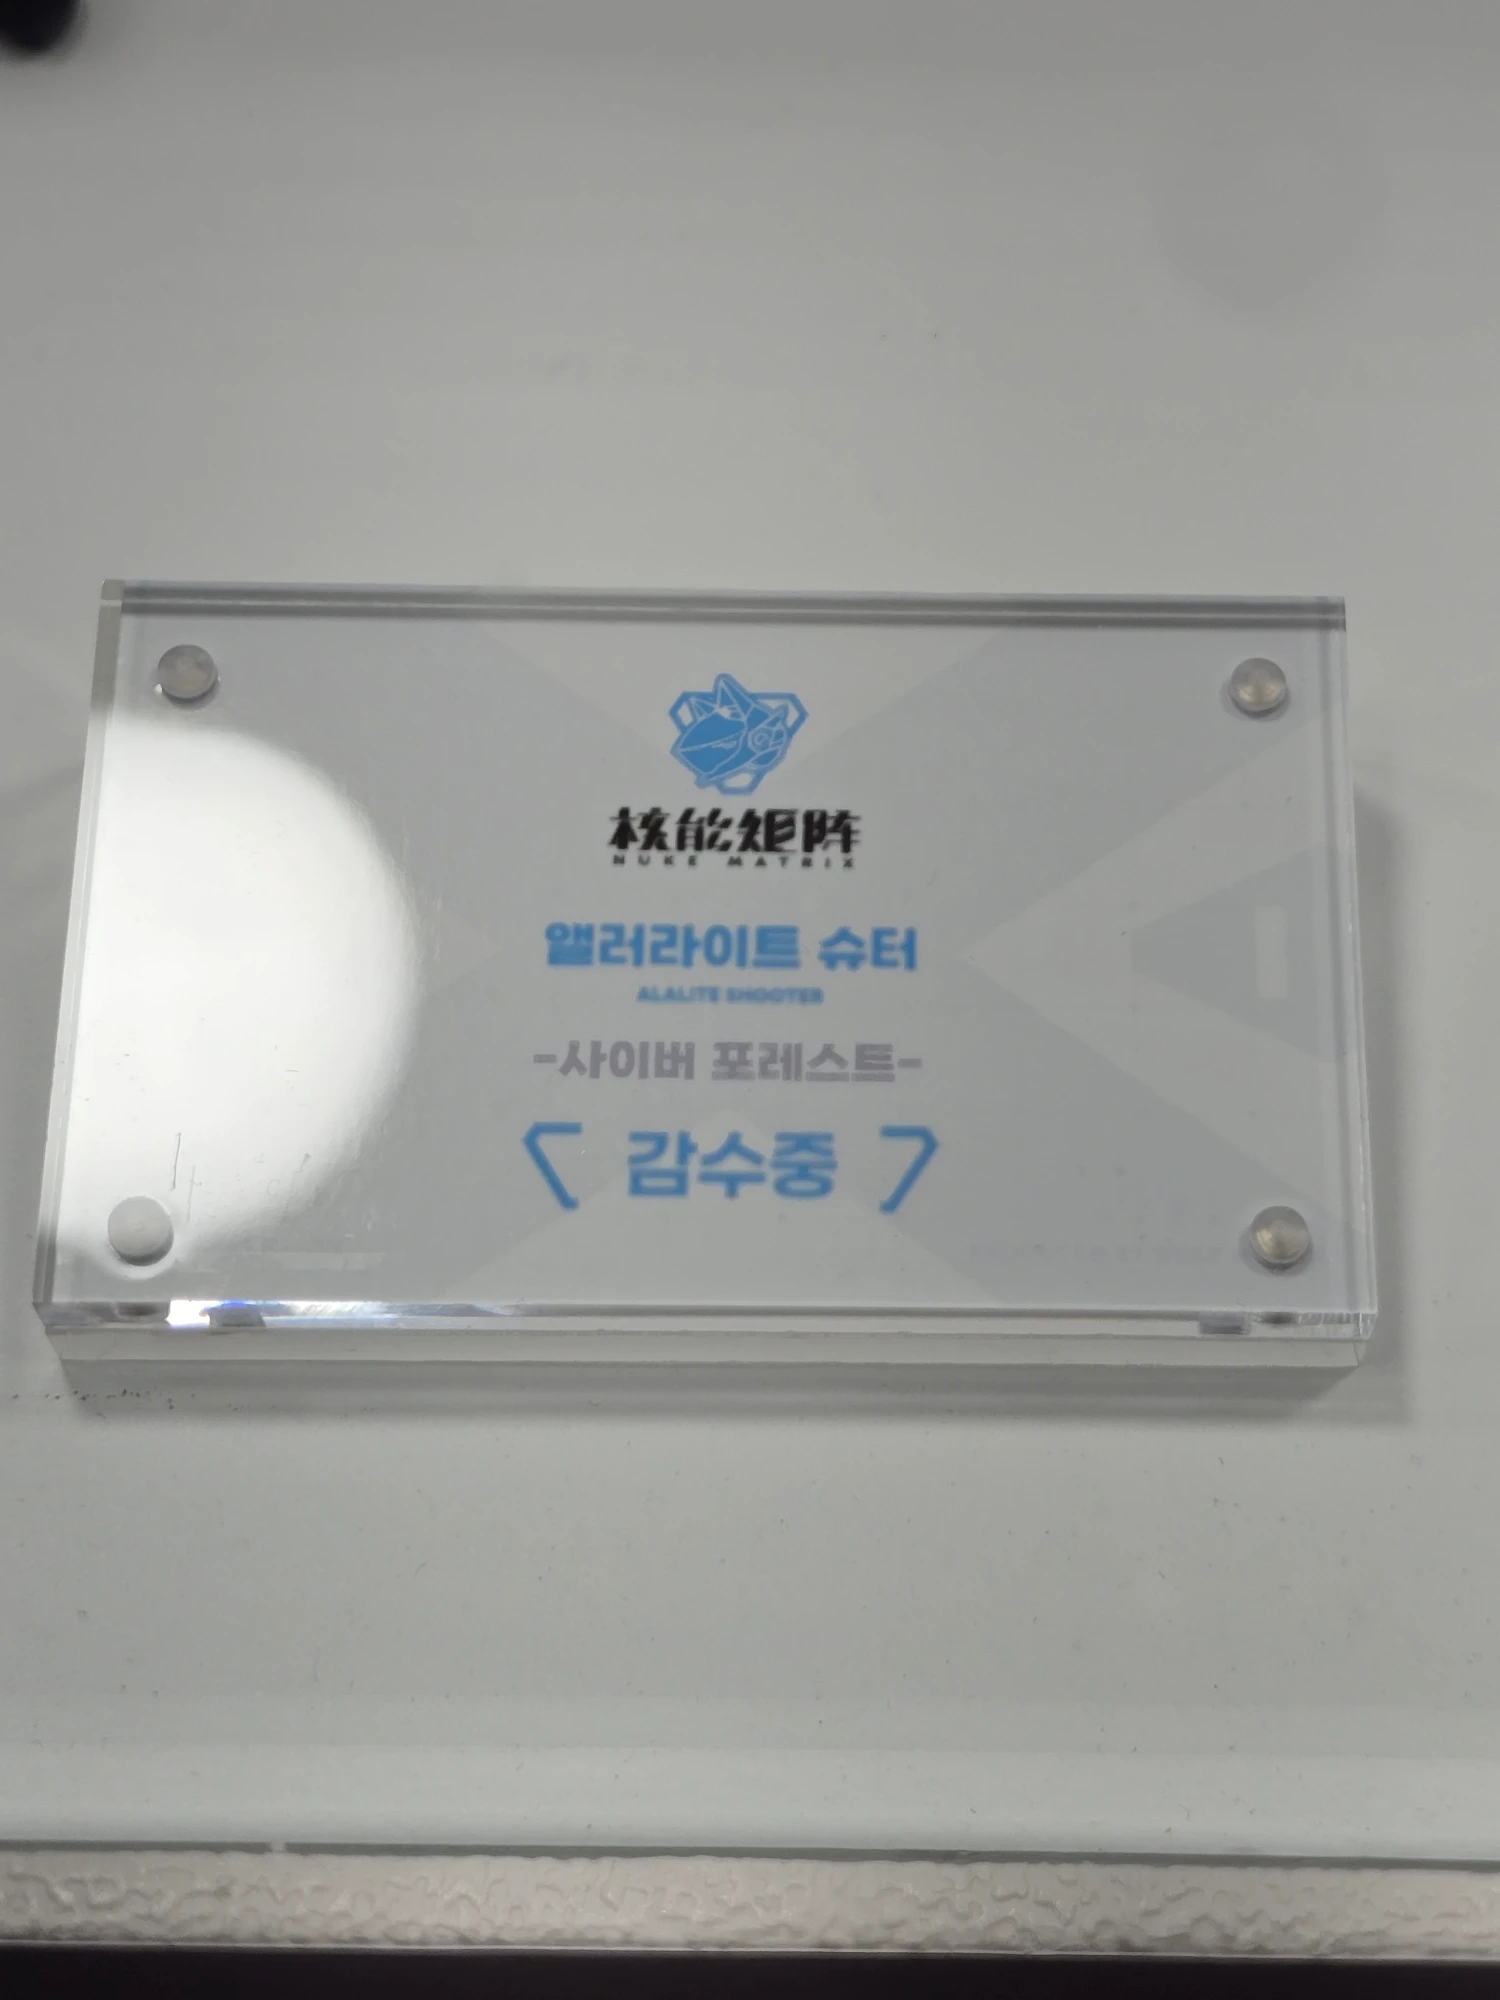 核能矩阵
NUKE MATRIX
앨러라이트 슈터
ALALITE SHOOTER
-사이버 포레스트-
감수중